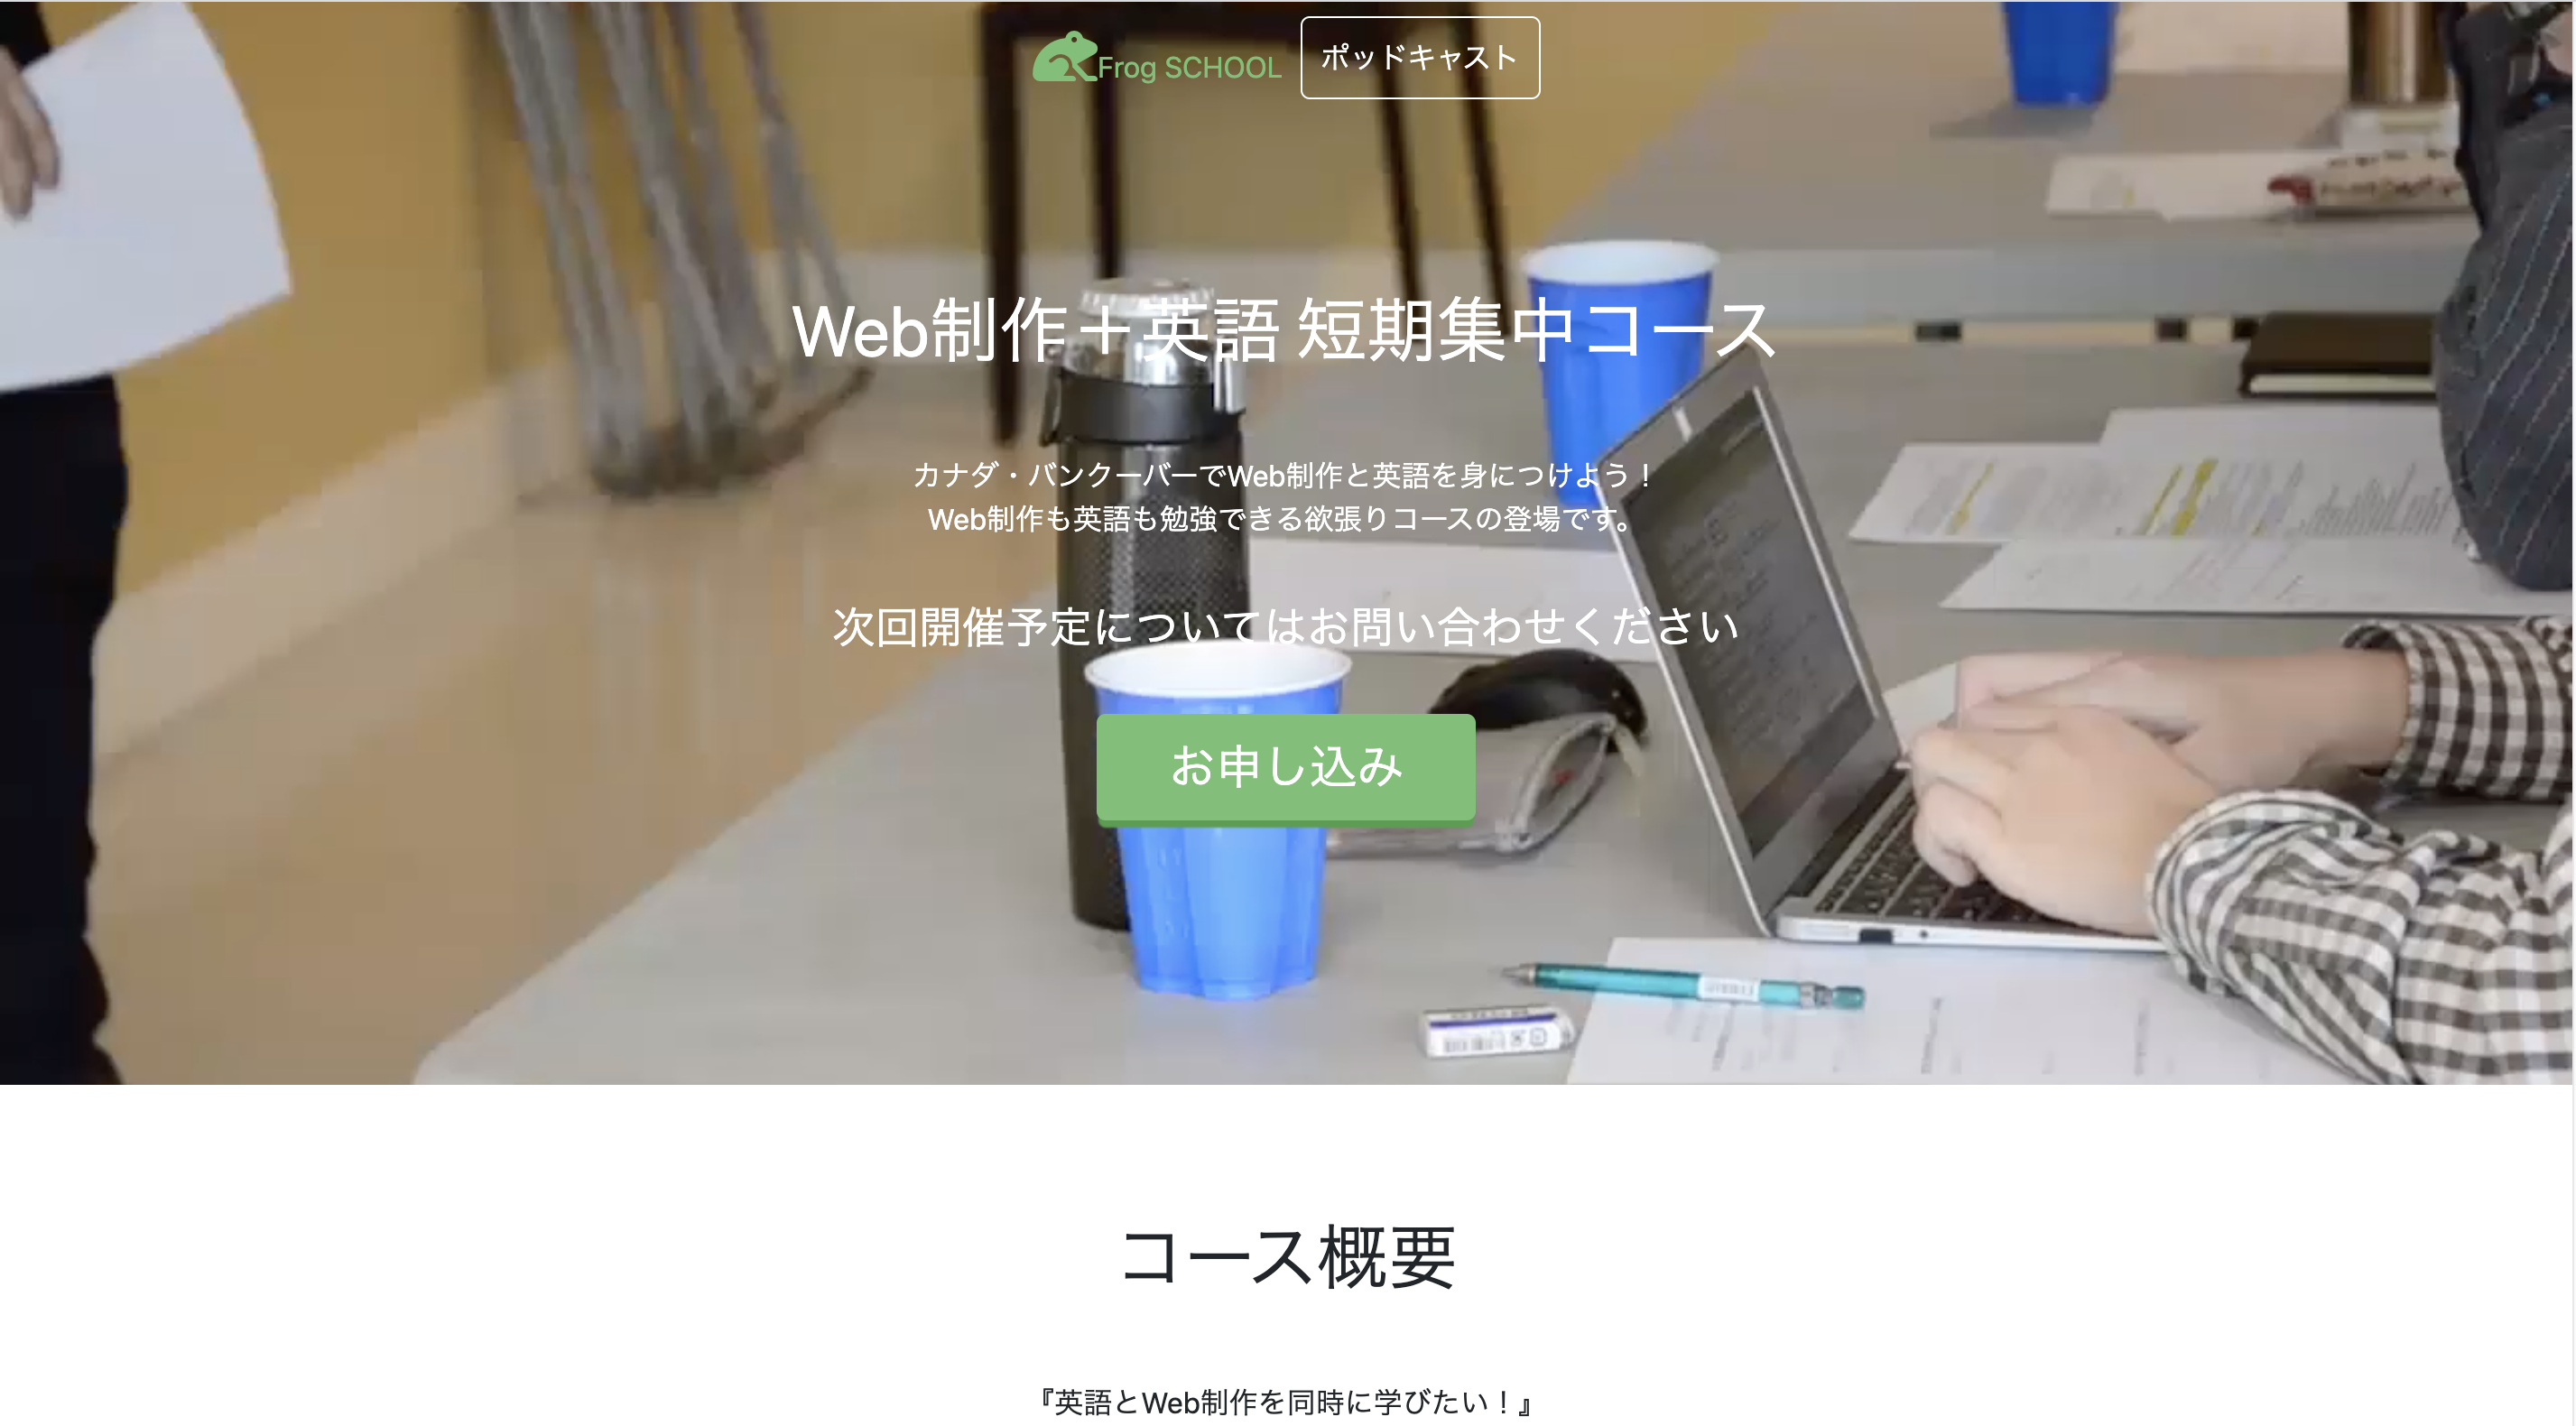 Frog SCHOOL
ポッドキャスト
Web制作＋英語 短期集中コース
カナダ・バンクーバーでWeb制作と英語を身につけよう！
Web制作も英語も勉強できる欲張りコースの登場です。
次回開催予定についてはお問い合わせください
お申し込み
コース概要
『英語とWeb制作を同時に学びたい！』